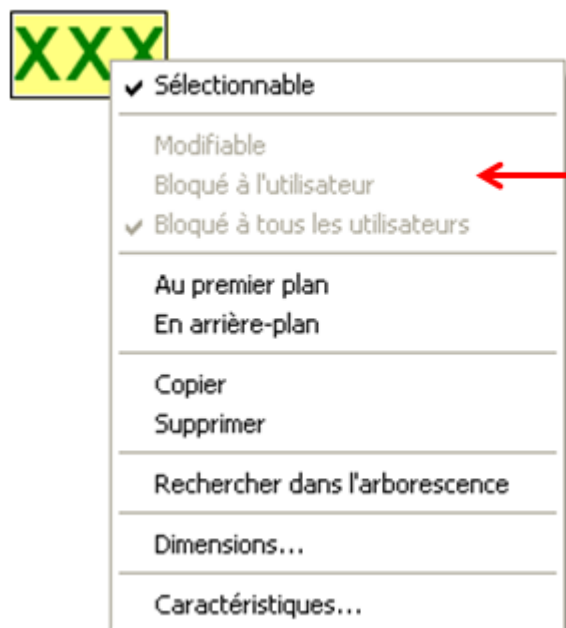 XXX
Sélectionnable
Modifiable
Bloqué à l'utilisateur
Bloqué à tous les utilisateurs
Au premier plan
En arrière-plan
Copier
Supprimer
Rechercher dans l'arborescence
Dimensions...
Caractéristiques...